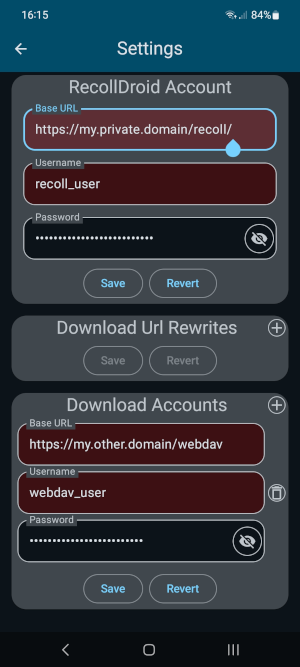 16:15
84%
Settings
RecollDroid Account
Base URL
https://my.private.domain/recoll/
Username
recoll_user
Password
••••••••••••••••••••••••••
Save Revert
Download Url Rewrites
Save Revert
Download Accounts
Base URL
https://my.other.domain/webdav
Username
webdav_user
Password
•••••••••••••••••••••••••
Save Revert